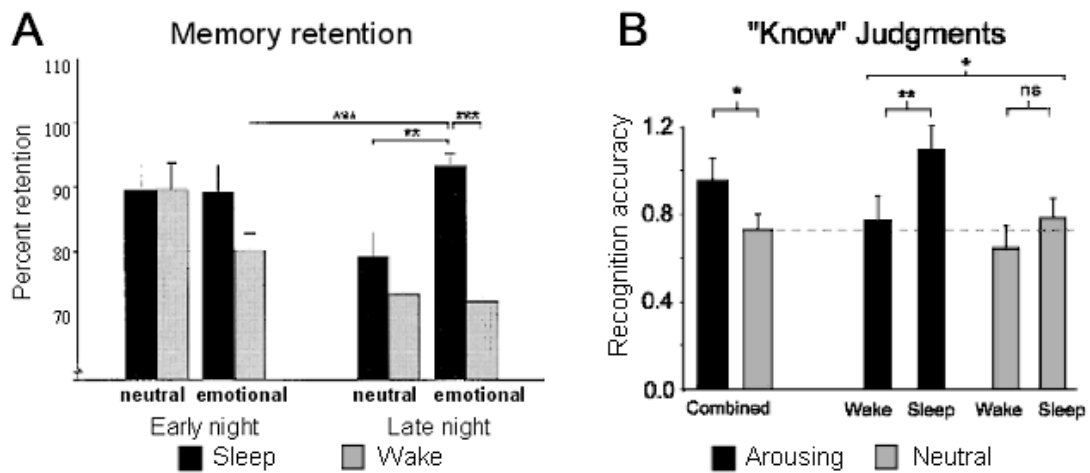 A
Memory retention
Percent retention
110
100
90
80
70
***
**
***
neutral emotional
neutral emotional
Early night
Late night
Sleep
Wake
B
"Know" Judgments
Recognition accuracy
1.2
0.8
0.4
0.0
*
**
ns
Combined
Wake Sleep
Wake Sleep
Arousing
Neutral